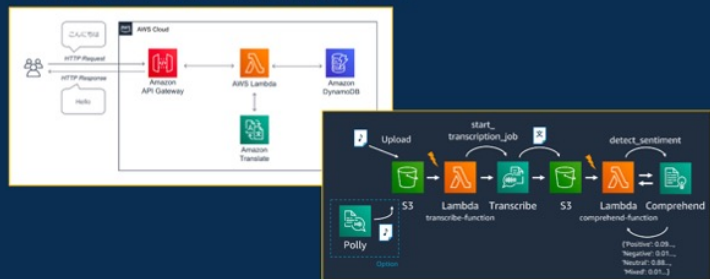 こんにちは
AWS Cloud
HTTP Request
HTTP Response
Hello
Amazon
API Gateway
AWS Lambda
Amazon
DynamoDB
Amazon
Translate
Upload
start_
transcription_job
文
detect_sentiment
S3
Lambda
Transcribe
S3
Lambda
Comprehend
transcribe-function
comprehend-function
Polly
Option
{'Positive': 0.09...,
'Negative': 0.01...,
'Neutral': 0.88...,
'Mixed': 0.01...}